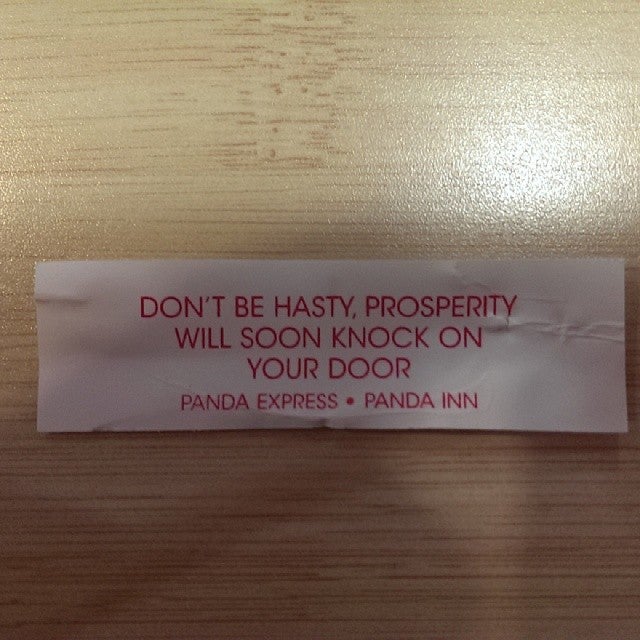 DON'T BE HASTY, PROSPERITY
WILL SOON KNOCK ON
YOUR DOOR
PANDA EXPRESS • PANDA INN